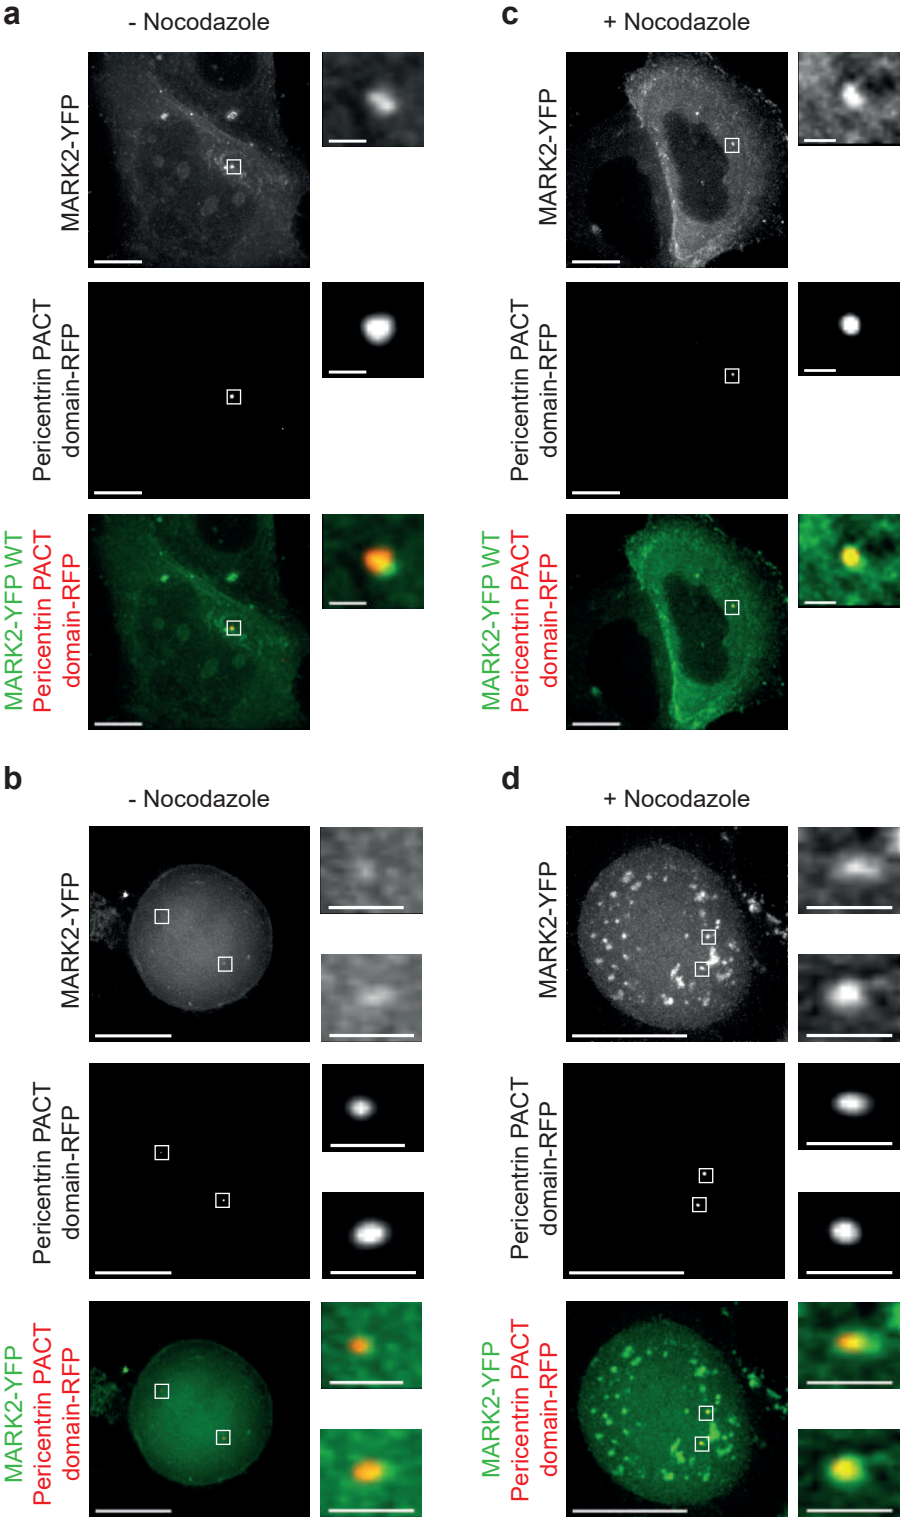 a
- Nocodazole
MARK2-YFP
Pericentrin PACT
domain-RFP
MARK2-YFP WT
Pericentrin PACT
domain-RFP
c
+ Nocodazole
MARK2-YFP
Pericentrin PACT
domain-RFP
MARK2-YFP WT
Pericentrin PACT
domain-RFP
b
- Nocodazole
MARK2-YFP
Pericentrin PACT
domain-RFP
MARK2-YFP
Pericentrin PACT
domain-RFP
d
+ Nocodazole
MARK2-YFP
Pericentrin PACT
domain-RFP
MARK2-YFP
Pericentrin PACT
domain-RFP